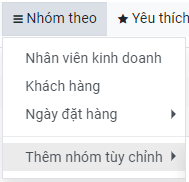 Nhóm theo Yêu thích
Nhân viên kinh doanh
Khách hàng
Ngày đặt hàng
Thêm nhóm tùy chỉnh